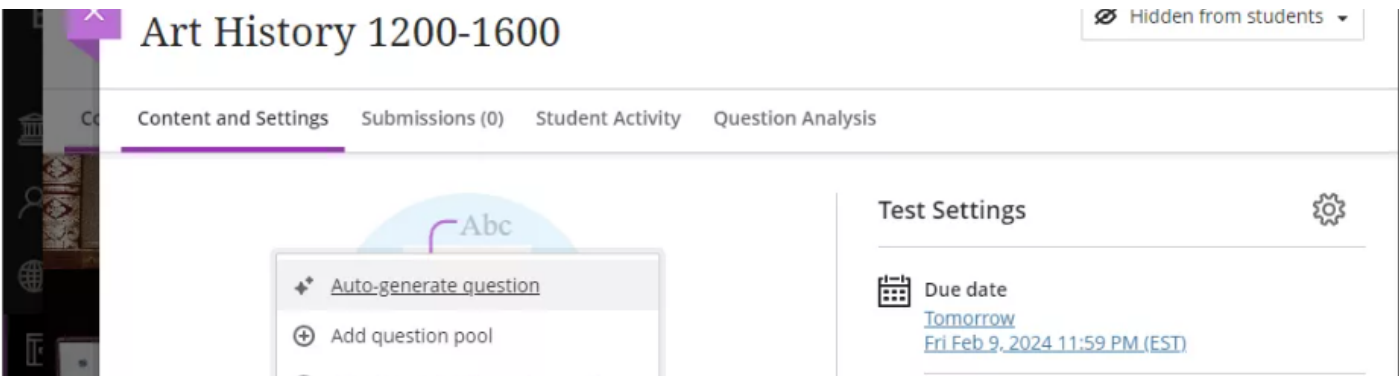 Art History 1200-1600
Hidden from students
Content and Settings
Submissions (0)
Student Activity
Question Analysis
Abc
Auto-generate question
Add question pool
Test Settings
Due date
Tomorrow
Fri Feb 9, 2024 11:59 PM (EST)